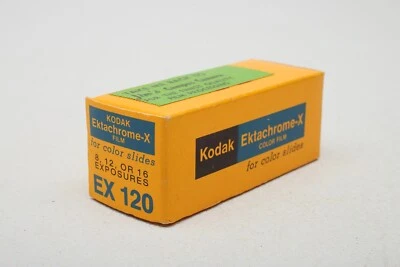 KODAK
Ektachrome-X
FILM
for color slides
8, 12, OR 16
EXPOSURES
EX 120
Kodak
Ektachrome-X
COLOR FILM
for color slides